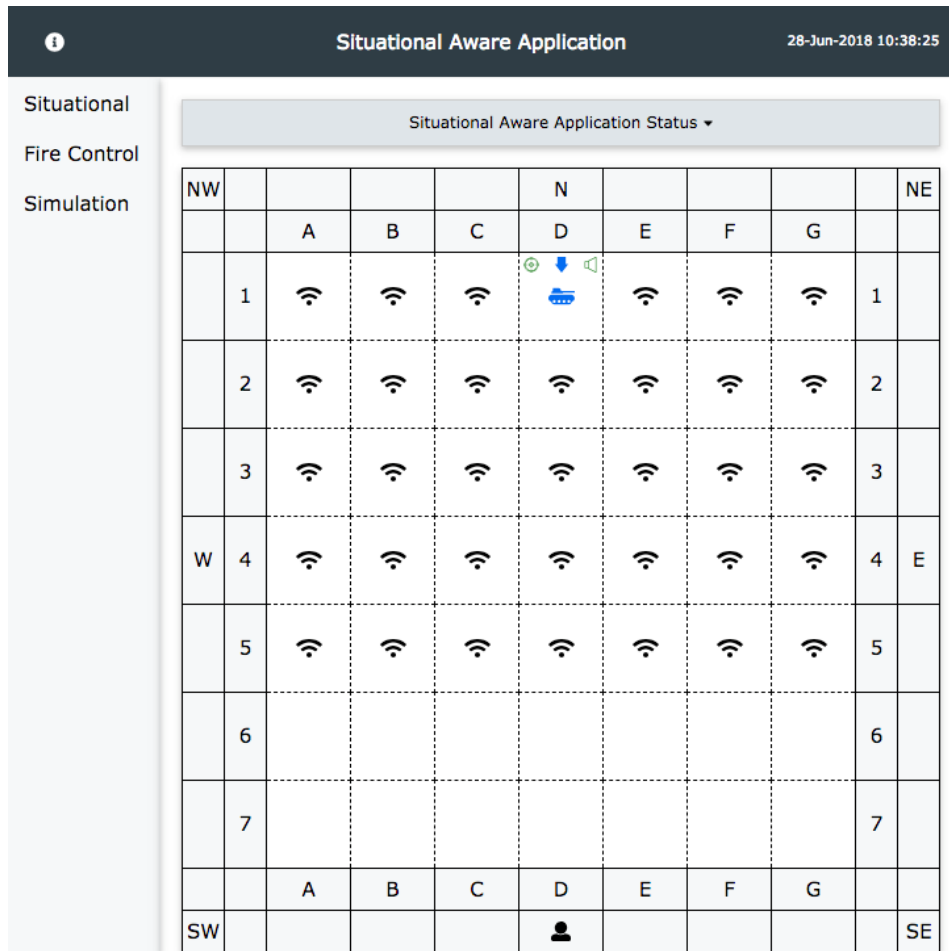 Situational Aware Application
28-Jun-2018 10:38:25
Situational
Fire Control
Simulation
Situational Aware Application Status
NW N NE
A B C D E F G
1 1
2 2
3 3
W 4 4 E
5 5
6 6
7 7
A B C D E F G
SW SE